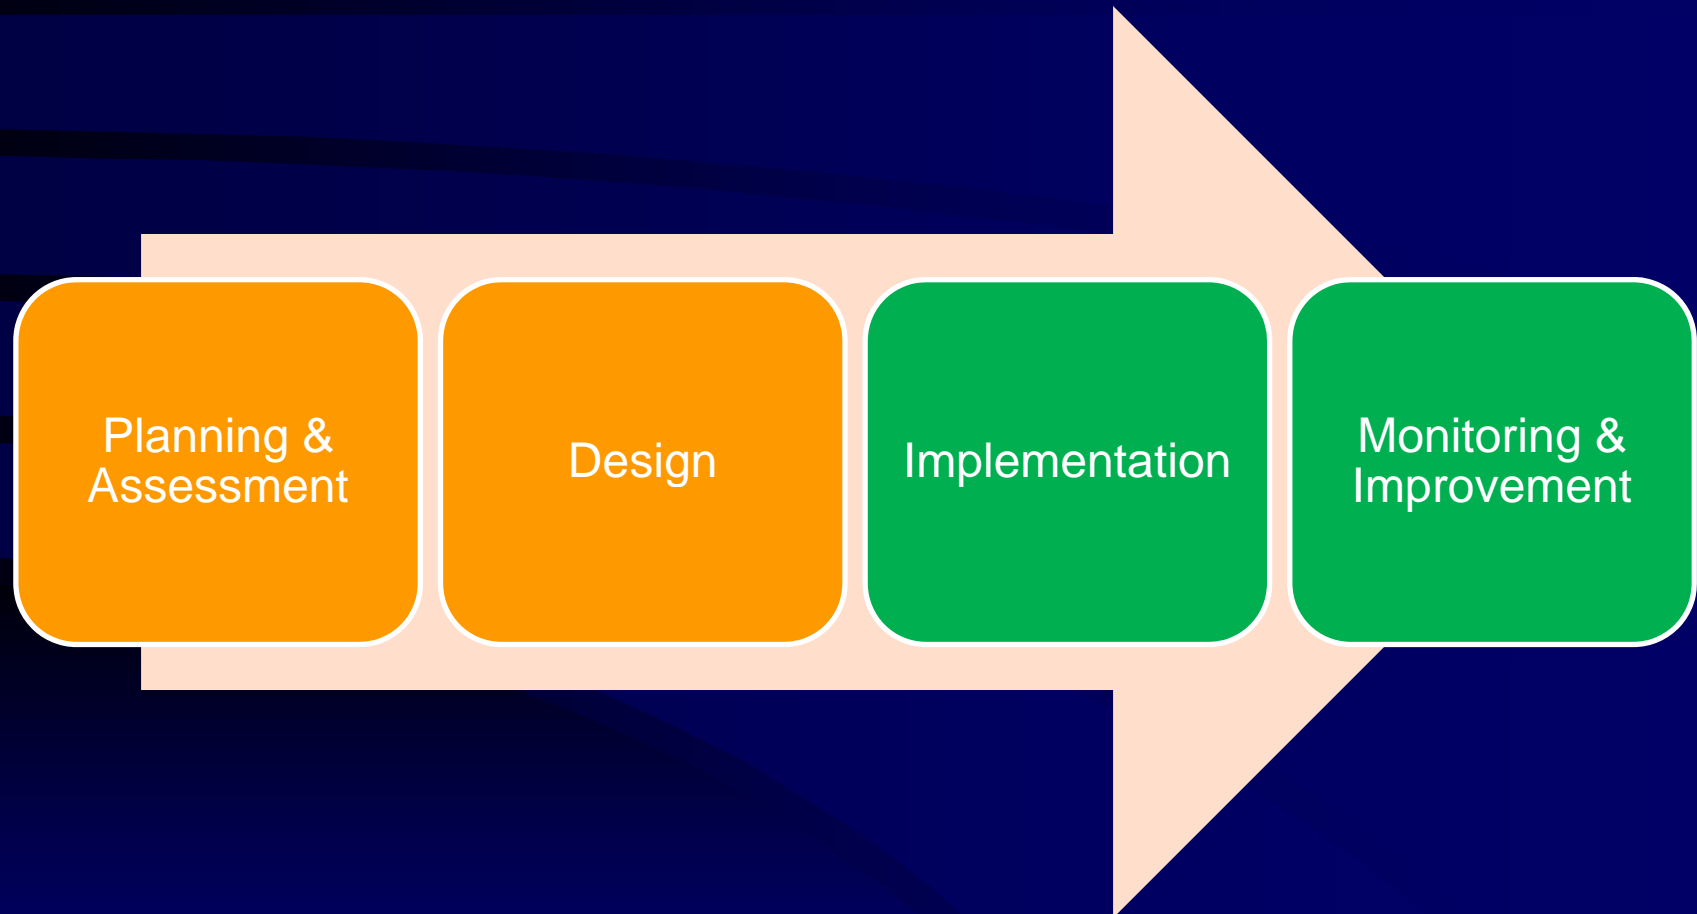 Planning &
Assessment
Design
Implementation
Monitoring &
Improvement